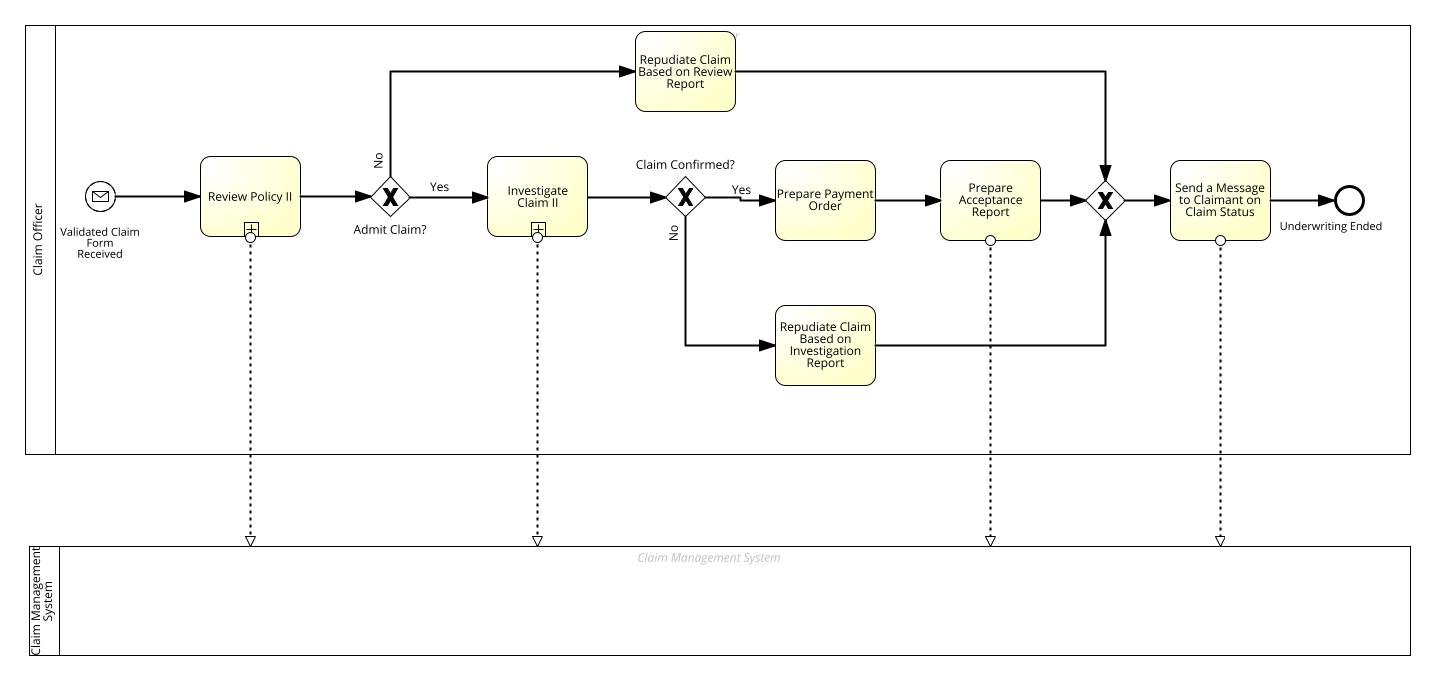 Claim Officer
Repudiate Claim
Based on Review
Report
No
Claim Confirmed?
Review Policy II
Yes
Investigate
Claim II
Yes
Prepare Payment
Order
Prepare
Acceptance
Report
Send a Message
to Claimant on
Claim Status
Validated Claim
Form
Received
Admit Claim?
No
Underwriting Ended
Repudiate Claim
Based on
Investigation
Report
Claim Management
System
Claim Management System